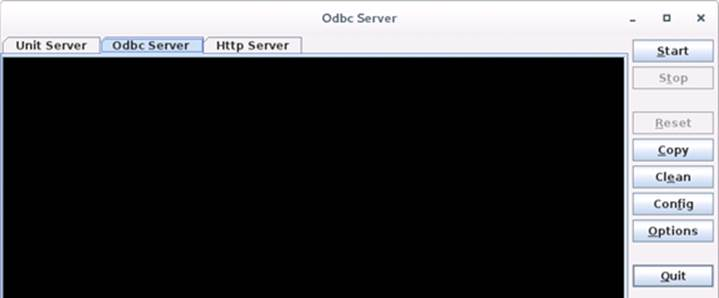 Odbc Server
Unit Server Odbc Server Http Server
Start
Stop
Reset
Copy
Clean
Config
Options
Quit